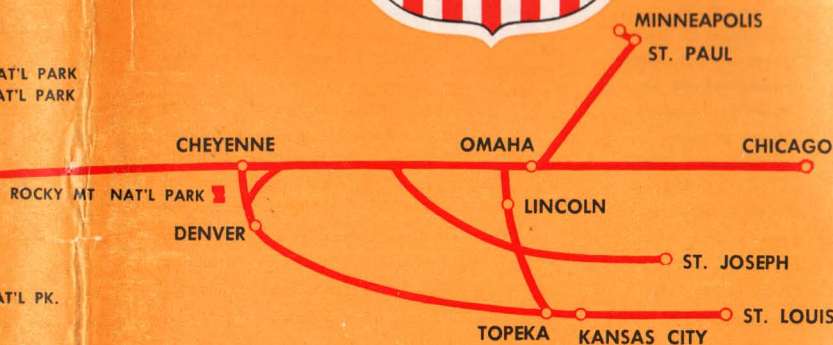 MINNEAPOLIS
ST. PAUL
AT'L PARK
AT'L PARK
CHEYENNE
OMAHA
CHICAGO
ROCKY MT NAT'L PARK
LINCOLN
DENVER
ST. JOSEPH
AT'L PK.
ST. LOUIS
TOPEKA
KANSAS CITY